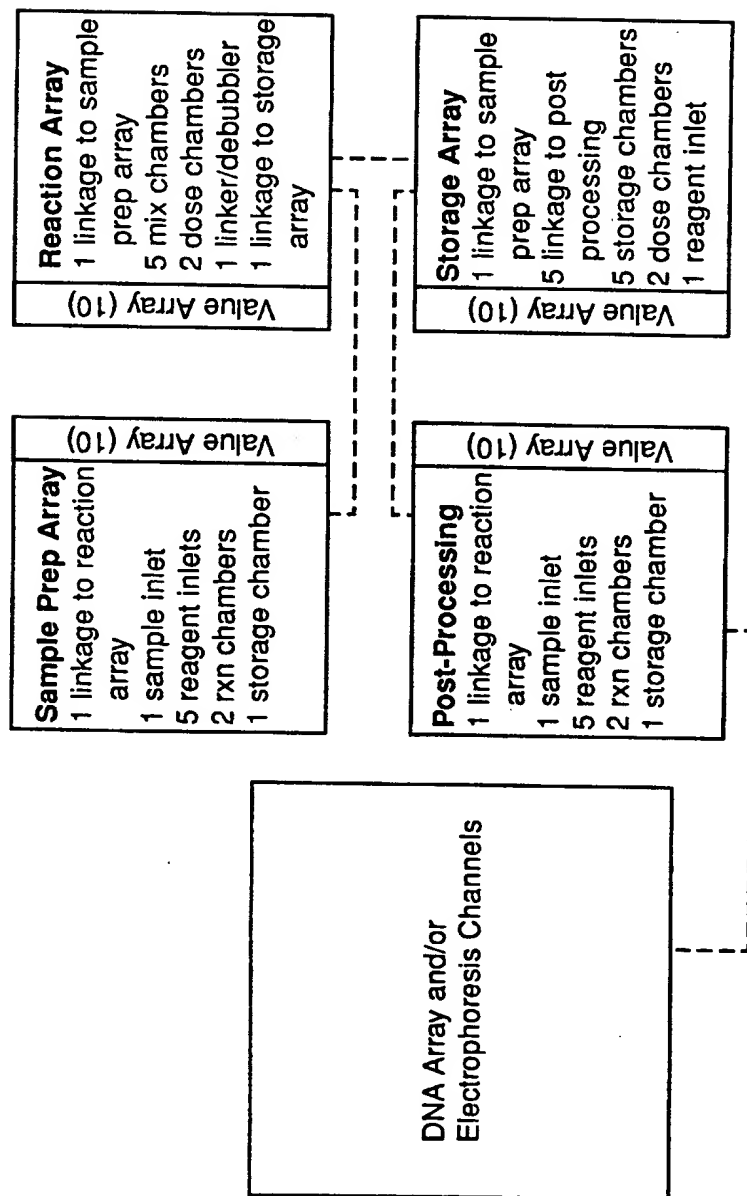 Sample Prep Array
1 linkage to reaction
array
1 sample inlet
5 reagent inlets
2 rxn chambers
1 storage chamber
Value Array (10)
Value Array (10)
Reaction Array
1 linkage to sample
prep array
5 mix chambers
2 dose chambers
1 linker/debubbler
1 linkage to storage
array
DNA Array and/or
Electrophoresis Channels
Post-Processing
1 linkage to reaction
array
1 sample inlet
5 reagent inlets
2 rxn chambers
1 storage chamber
Value Array (10)
Value Array (10)
Storage Array
1 linkage to sample
prep array
5 linkage to post
processing
5 storage chambers
2 dose chambers
1 reagent inlet